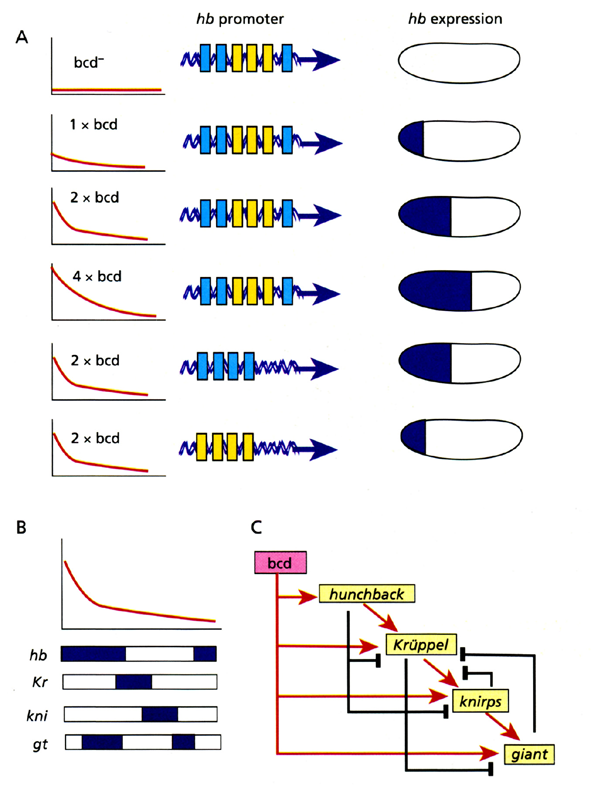 hb promoter
hb expression
A
bcd⁻
1 × bcd
2 × bcd
4 × bcd
2 × bcd
2 × bcd
B
hb
Kr
kni
gt
C
bcd
hunchback
Krüppel
knirps
giant